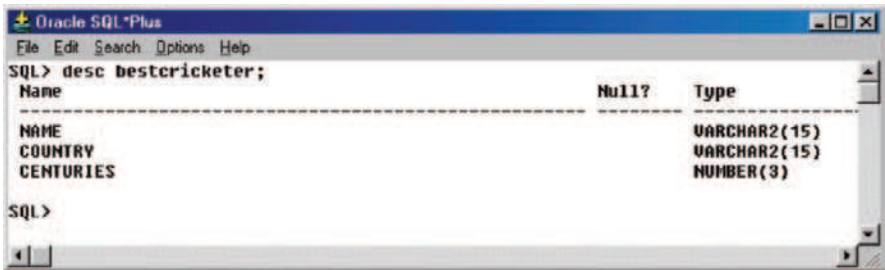 Oracle SQL*Plus
File Edit Search Options Help
SQL> desc bestcricketer;
Name Null? Type
NAME VARCHAR2(15)
COUNTRY VARCHAR2(15)
CENTURIES NUMBER(3)
SQL>